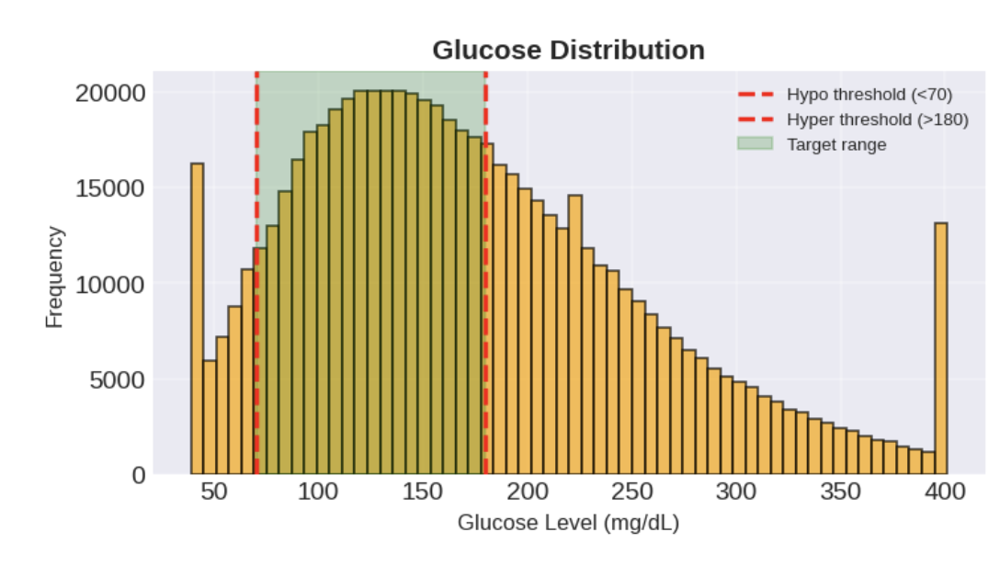 Glucose Distribution
Frequency
20000
15000
10000
5000
0
Hypo threshold (<70)
Hyper threshold (>180)
Target range
50 100 150 200 250 300 350 400
Glucose Level (mg/dL)